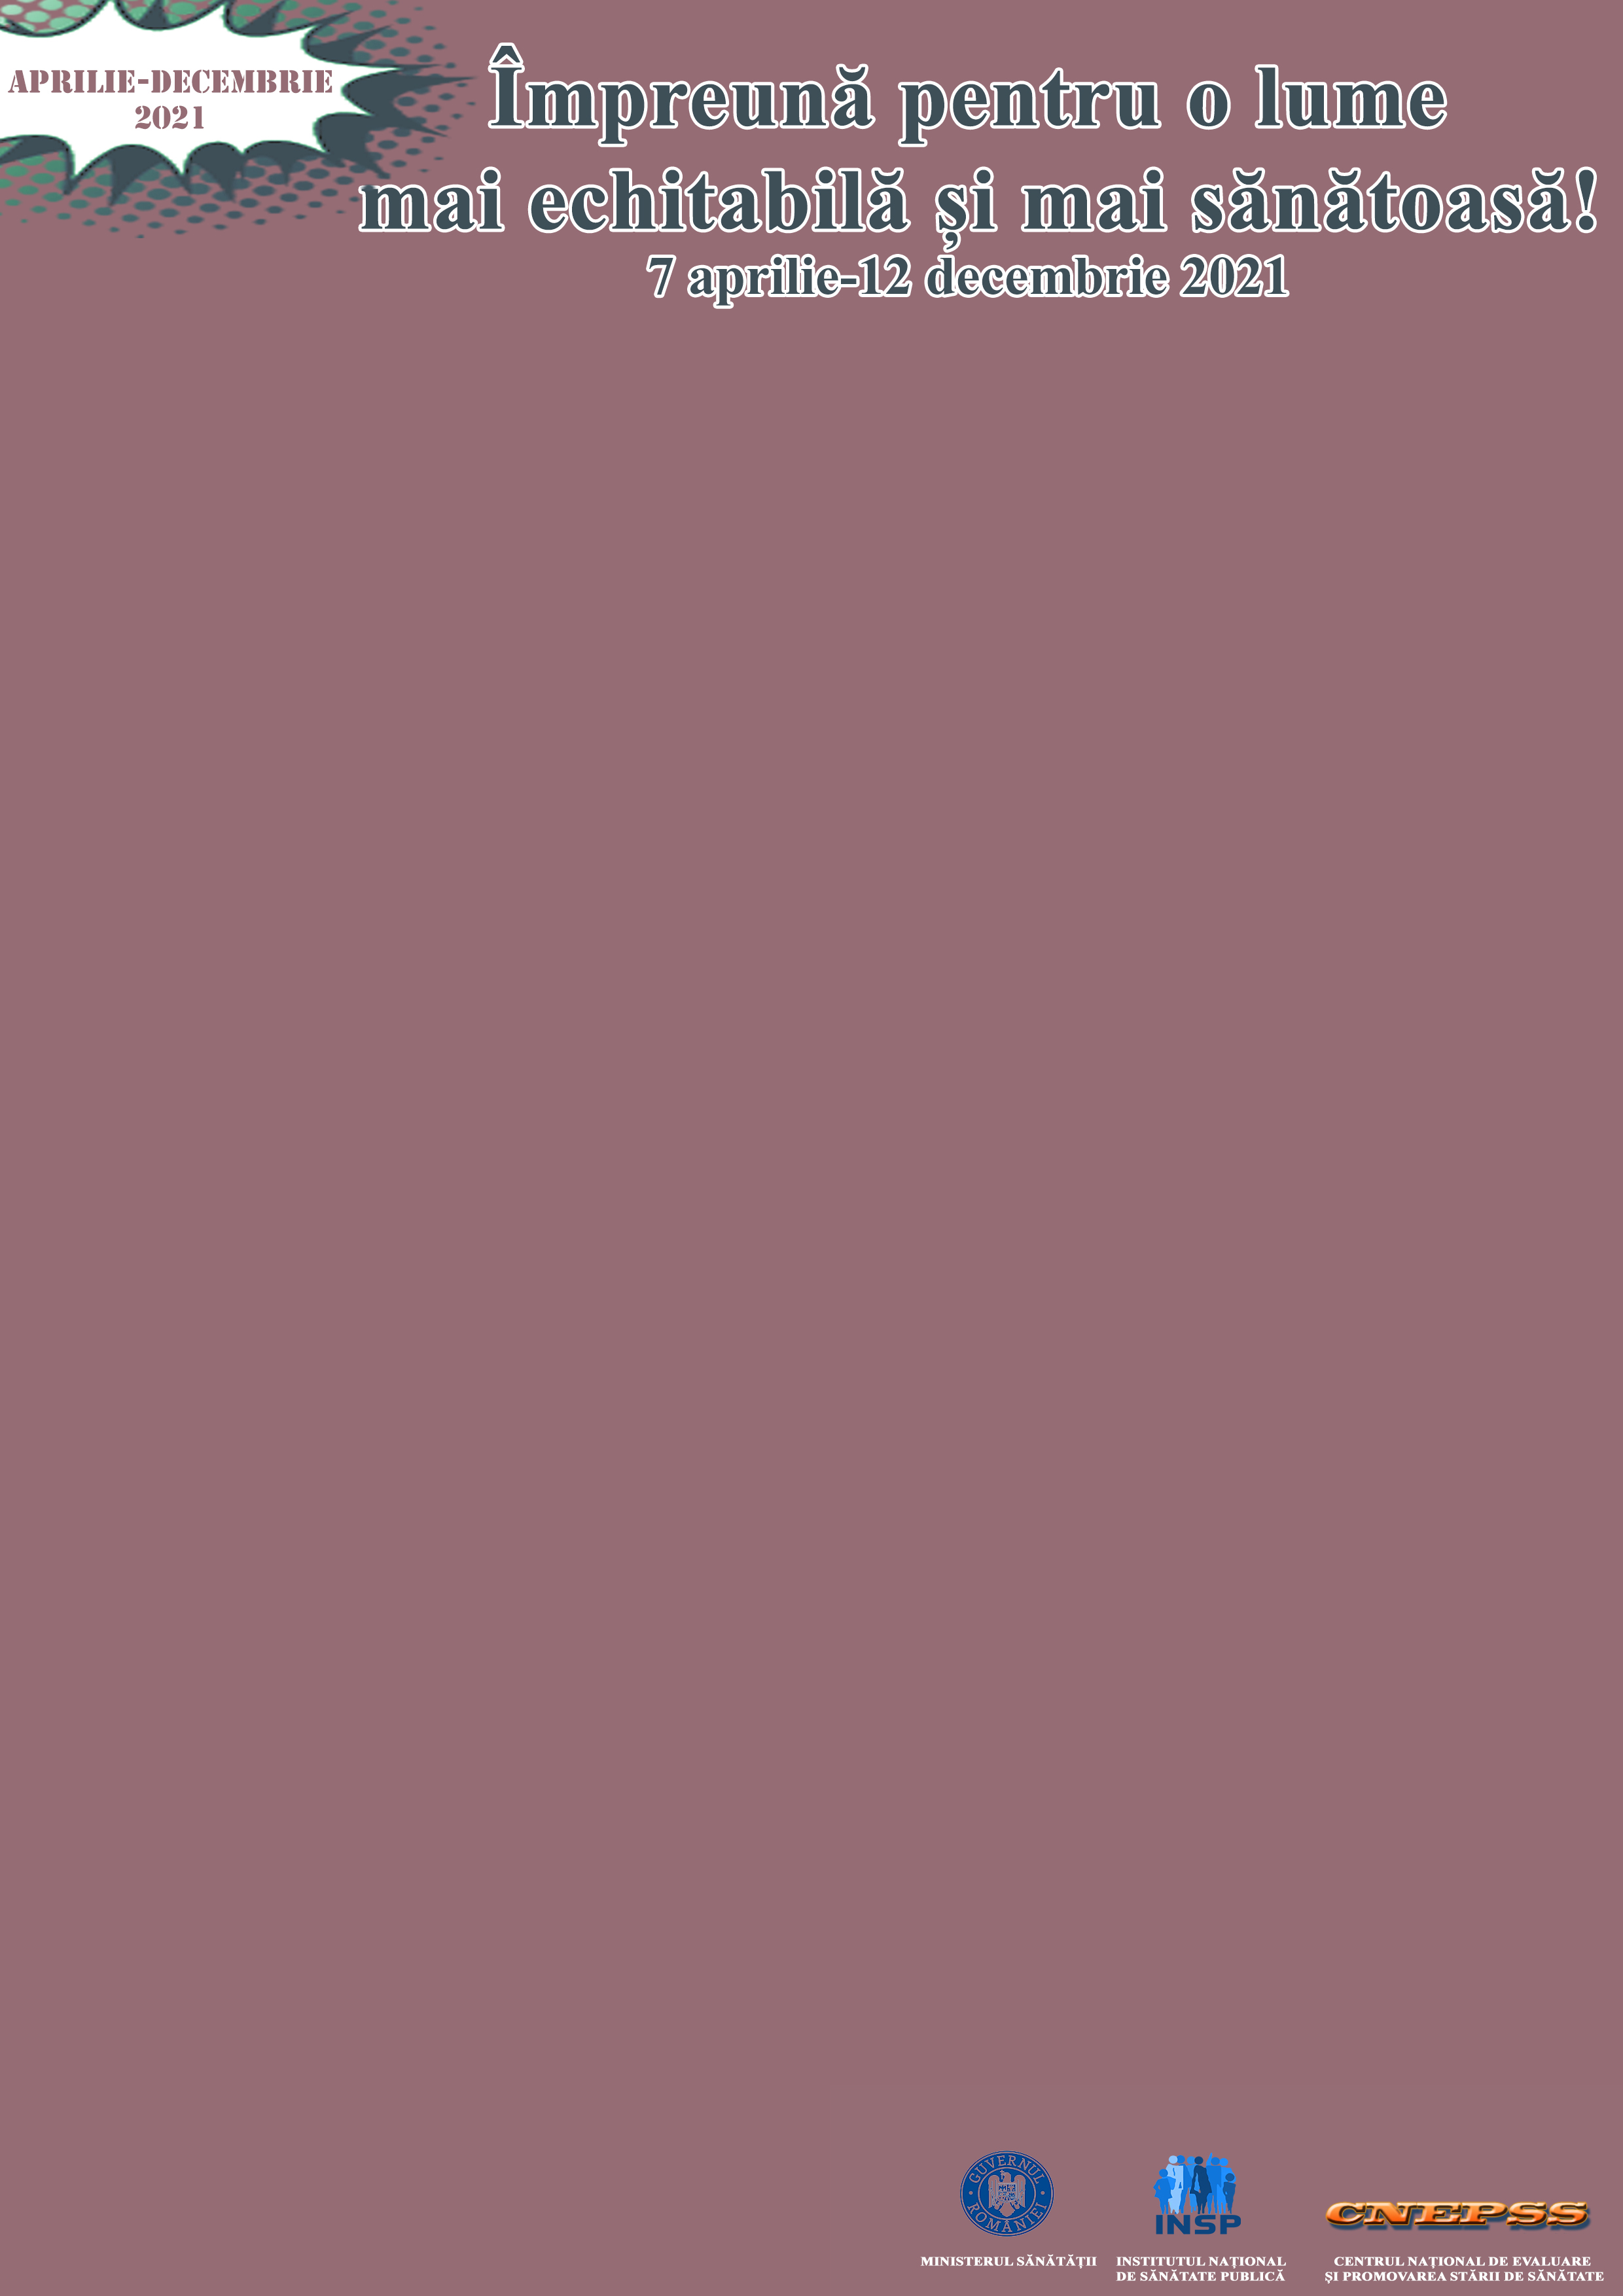 APRILIE-DECEMBRIE
2021
Împreună pentru o lume
mai echitabilă și mai sănătoasă!
7 aprilie-12 decembrie 2021
GUVERNUL
ROMÂNIEI
MINISTERUL SĂNĂTĂȚII
INSP
INSTITUTUL NAȚIONAL
DE SĂNĂTATE PUBLICĂ
CNEPSS
CENTRUL NAȚIONAL DE EVALUARE
ȘI PROMOVAREA STĂRII DE SĂNĂTATE